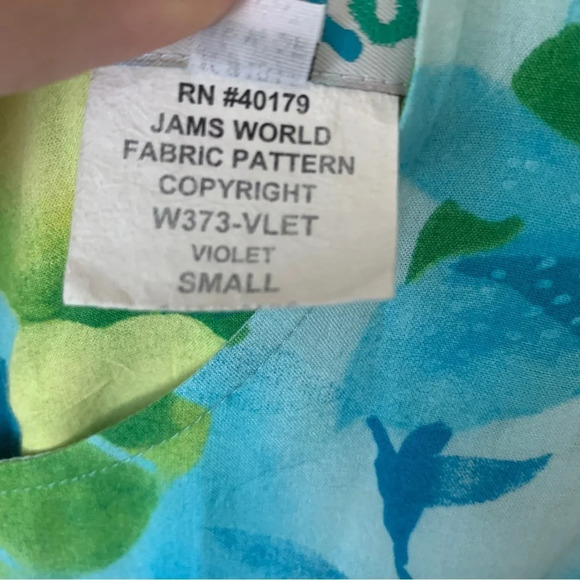 RN #40179
JAMS WORLD
FABRIC PATTERN
COPYRIGHT
W373-VLET
VIOLET
SMALL